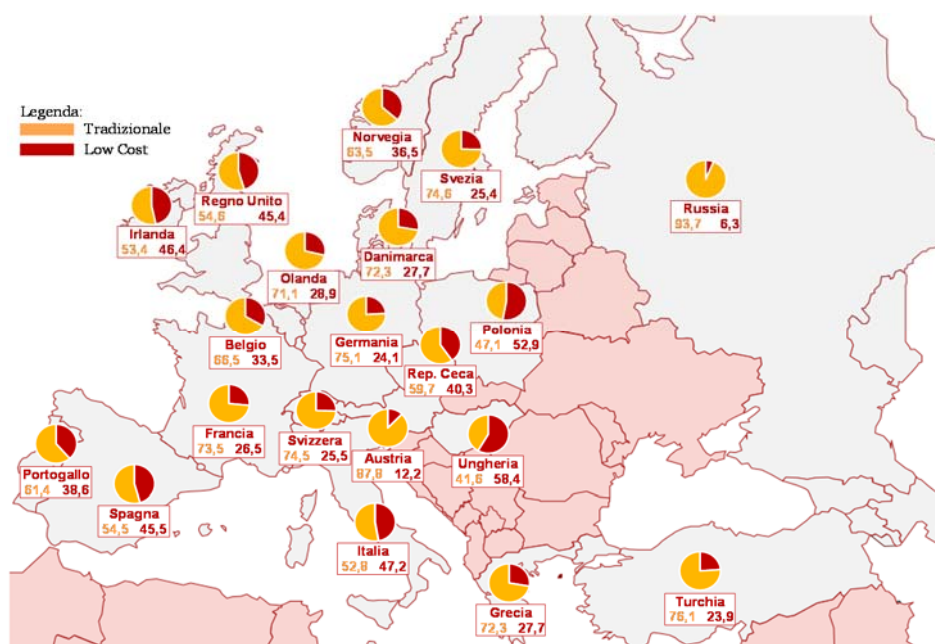 Legenda:
Tradizionale
Low Cost
Norvegia
63,5 36,5
Svezia
74,6 25,4
Russia
93,7 6,3
Regno Unito
54,6 45,4
Irlanda
53,4 46,4
Danimarca
72,3 27,7
Olanda
71,1 28,9
Polonia
47,1 52,9
Belgio
66,5 33,5
Germania
75,1 24,1
Rep. Ceca
59,7 40,3
Francia
73,5 26,5
Svizzera
74,5 25,5
Austria
87,8 12,2
Ungheria
41,6 58,4
Portogallo
61,4 38,6
Spagna
54,5 45,5
Italia
52,8 47,2
Grecia
72,3 27,7
Turchia
76,1 23,9